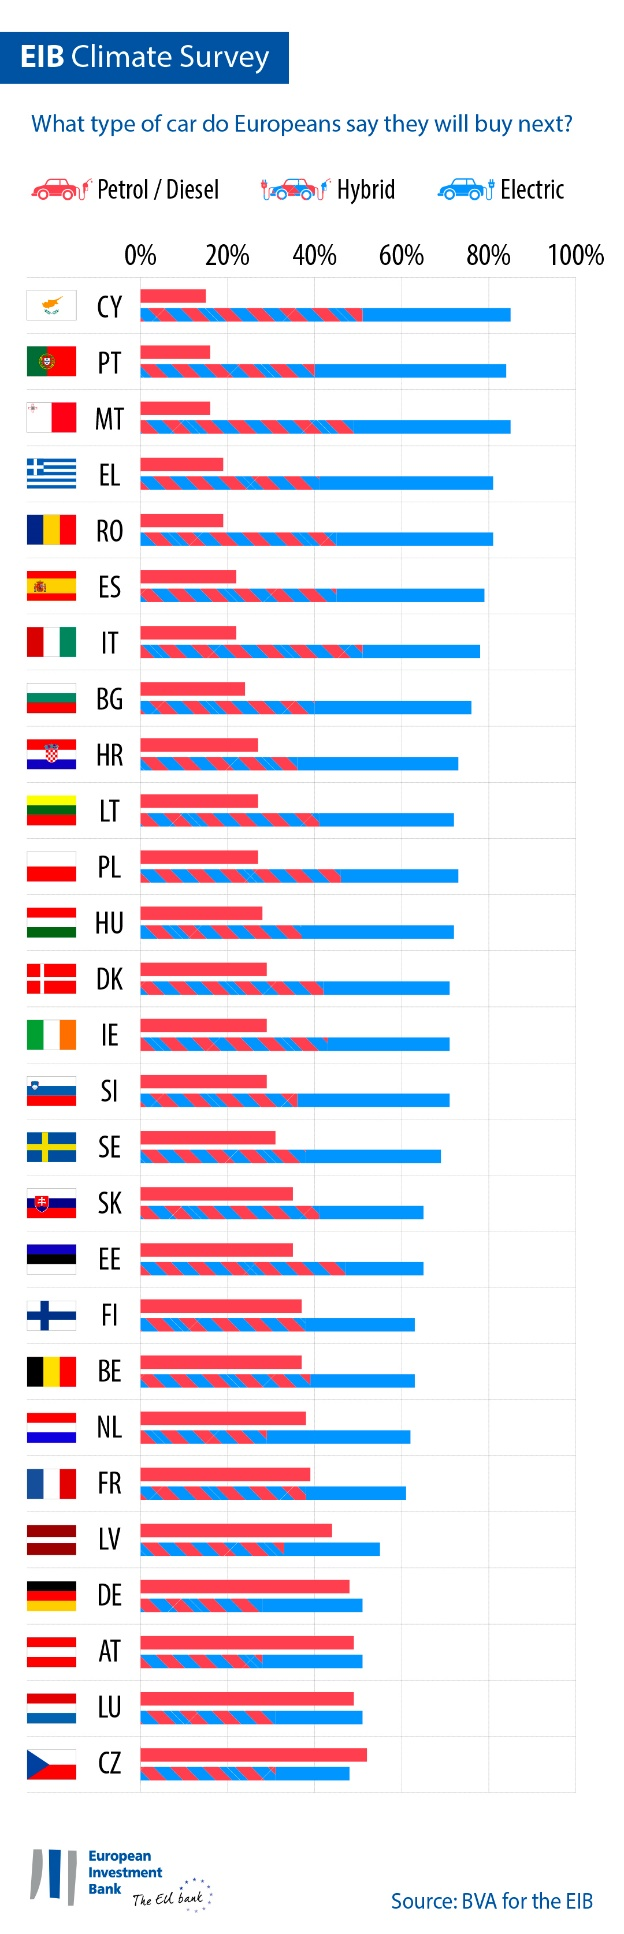 EIB Climate Survey
What type of car do Europeans say they will buy next?
Petrol / Diesel Hybrid Electric
0% 20% 40% 60% 80% 100%
CY
PT
MT
EL
RO
ES
IT
BG
HR
LT
PL
HU
DK
IE
SI
SE
SK
EE
FI
BE
NL
FR
LV
DE
AT
LU
CZ
European
Investment
Bank
The EU bank
Source: BVA for the EIB